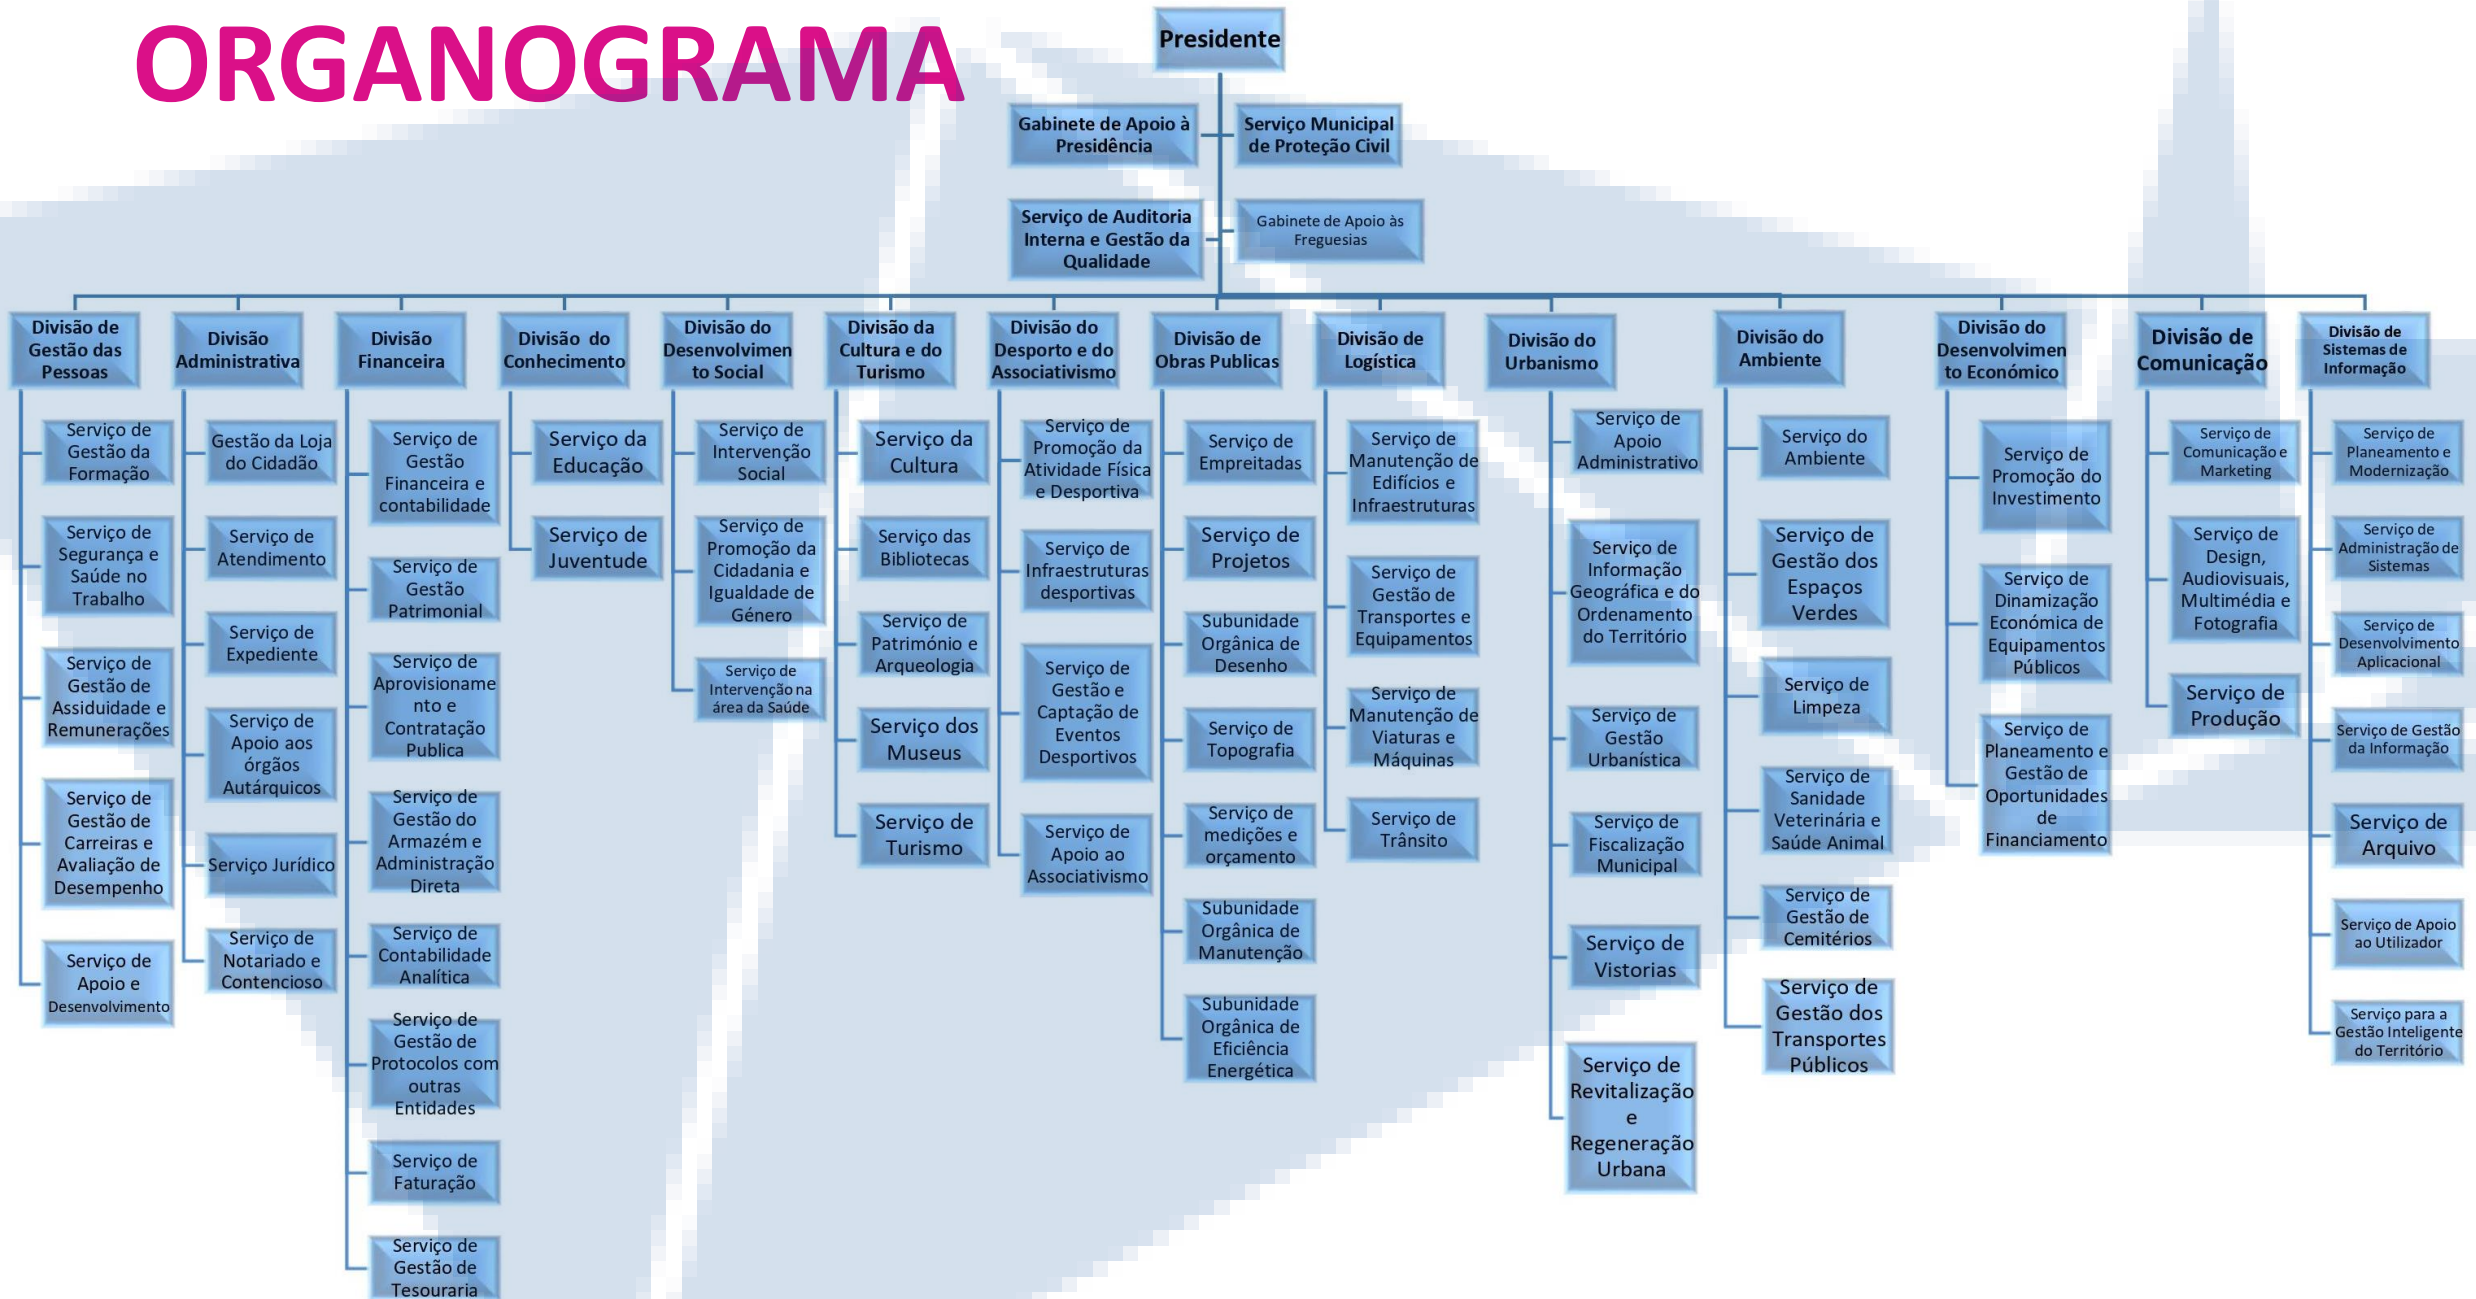 ORGANOGRAMA
Presidente
Gabinete de Apoio à
Presidência
Serviço Municipal
de Proteção Civil
Serviço de Auditoria
Interna e Gestão da
Qualidade
Gabinete de Apoio às
Freguesias
Divisão de
Gestão das
Pessoas
Serviço de
Gestão da
Formação
Serviço de
Segurança e
Saúde no
Trabalho
Serviço de
Gestão de
Assiduidade e
Remunerações
Serviço de
Gestão de
Carreiras e
Avaliação de
Desempenho
Serviço de
Apoio e
Desenvolvimento
Divisão
Administrativa
Gestão da Loja
do Cidadão
Serviço de
Atendimento
Serviço de
Expediente
Serviço de
Apoio aos
órgãos
Autárquicos
Serviço Jurídico
Serviço de
Notariado e
Contencioso
Divisão
Financeira
Serviço de
Gestão
Financeira e
contabilidade
Serviço de
Gestão
Patrimonial
Serviço de
Aprovisioname
nto e
Contratação
Publica
Serviço de
Gestão do
Armazém e
Administração
Direta
Serviço de
Contabilidade
Analítica
Serviço de
Gestão de
Protocolos com
outras
Entidades
Serviço de
Faturação
Serviço de
Gestão de
Tesouraria
Divisão do
Conhecimento
Serviço da
Educação
Serviço de
Juventude
Divisão do
Desenvolvimen
to Social
Serviço de
Intervenção
Social
Serviço de
Promoção da
Cidadania e
Igualdade de
Género
Serviço de
Intervenção na
área da Saúde
Divisão da
Cultura e do
Turismo
Serviço da
Cultura
Serviço das
Bibliotecas
Serviço de
Património e
Arqueologia
Serviço dos
Museus
Serviço de
Turismo
Divisão do
Desporto e do
Associativismo
Serviço de
Promoção da
Atividade Física
e Desportiva
Serviço de
Infraestruturas
desportivas
Serviço de
Gestão e
Captação de
Eventos
Desportivos
Serviço de
Apoio ao
Associativismo
Divisão de
Obras Publicas
Serviço de
Empreitadas
Serviço de
Projetos
Subunidade
Orgânica de
Desenho
Serviço de
Topografia
Serviço de
medições e
orçamento
Subunidade
Orgânica de
Manutenção
Subunidade
Orgânica de
Eficiência
Energética
Divisão de
Logística
Serviço de
Manutenção de
Edifícios e
Infraestruturas
Serviço de
Gestão de
Transportes e
Equipamentos
Serviço de
Manutenção de
Viaturas e
Máquinas
Serviço de
Trânsito
Divisão do
Urbanismo
Serviço de
Apoio
Administrativo
Serviço de
Informação
Geográfica e do
Ordenamento
do Território
Serviço de
Gestão
Urbanística
Serviço de
Fiscalização
Municipal
Serviço de
Vistorias
Serviço de
Revitalização
e
Regeneração
Urbana
Divisão do
Ambiente
Serviço do
Ambiente
Serviço de
Gestão dos
Espaços
Verdes
Serviço de
Limpeza
Serviço de
Sanidade
Veterinária e
Saúde Animal
Serviço de
Gestão de
Cemitérios
Serviço de
Gestão dos
Transportes
Públicos
Divisão do
Desenvolvimen
to Económico
Serviço de
Promoção do
Investimento
Serviço de
Dinamização
Económica de
Equipamentos
Públicos
Serviço de
Planeamento e
Gestão de
Oportunidades
de
Financiamento
Divisão de
Comunicação
Serviço de
Comunicação e
Marketing
Serviço de
Design,
Audiovisuais,
Multimédia e
Fotografia
Serviço de
Produção
Divisão de
Sistemas de
Informação
Serviço de
Planeamento e
Modernização
Serviço de
Administração de
Sistemas
Serviço de
Desenvolvimento
Aplicacional
Serviço de Gestão
da Informação
Serviço de
Arquivo
Serviço de Apoio
ao Utilizador
Serviço para a
Gestão Inteligente
do Território